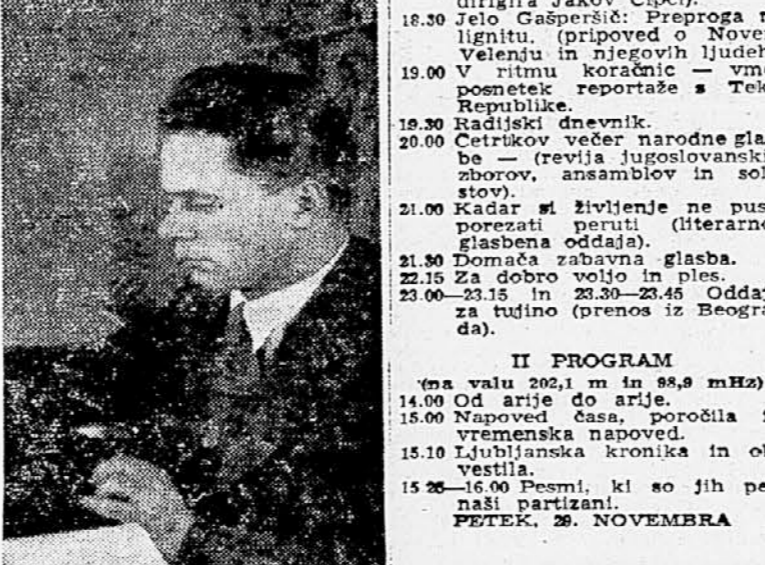 dirigira Jakov Cipci).
18.30 Jelo Gašperšič: Preproga
lignitu. (pripoved o Novem
Velenju in njegovih ljudeh
19.00 V ritmu koračnic — vme
posnetek reportaže s Tek
Republike.
19.30 Radijski dnevnik.
20.00 Četrtkov večer narodne gla
be — (revija jugoslovanski
zborov, ansamblov in sol
stov).
21.00 Kadar si življenje ne pus
porezati peruti (literarno
glasbena oddaja).
21.30 Domača zabavna glasba.
22.15 Za dobro voljo in ples.
23.00—23.15 in 23.30—23.45 Odda
za tujino (prenos iz Beogra
da).
II PROGRAM
(na valu 202,1 m in 98,9 mHz)
14.00 Od arije do arije.
15.00 Napoved časa, poročila
vremenska napoved.
15.10 Ljubljanska kronika in ob
vestila.
15.25—16.00 Pesmi, ki so jih pe
naši partizani.
PETEK, 29. NOVEMBRA